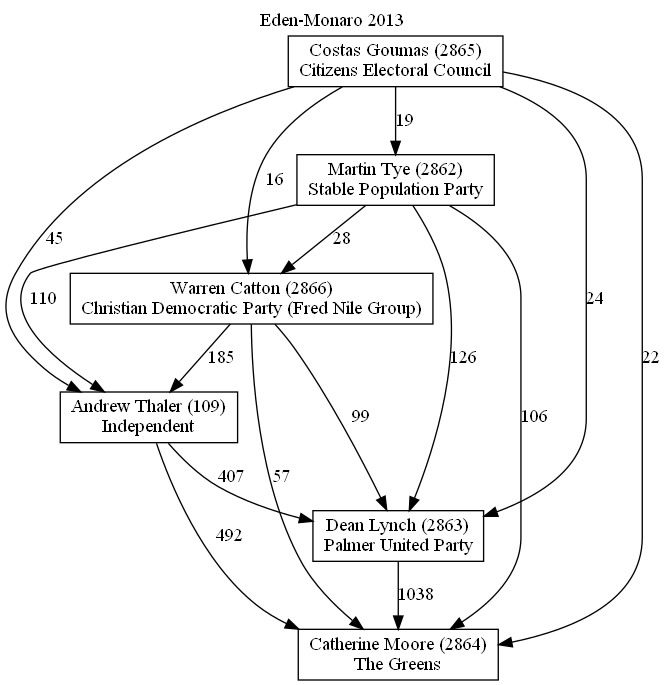 Eden-Monaro 2013
Costas Goumas (2865)
Citizens Electoral Council
19
Martin Tye (2862)
Stable Population Party
16
45
28
24
110
Warren Catton (2866)
Christian Democratic Party (Fred Nile Group)
185
126
22
Andrew Thaler (109)
Independent
99
106
407
57
492
Dean Lynch (2863)
Palmer United Party
1038
Catherine Moore (2864)
The Greens